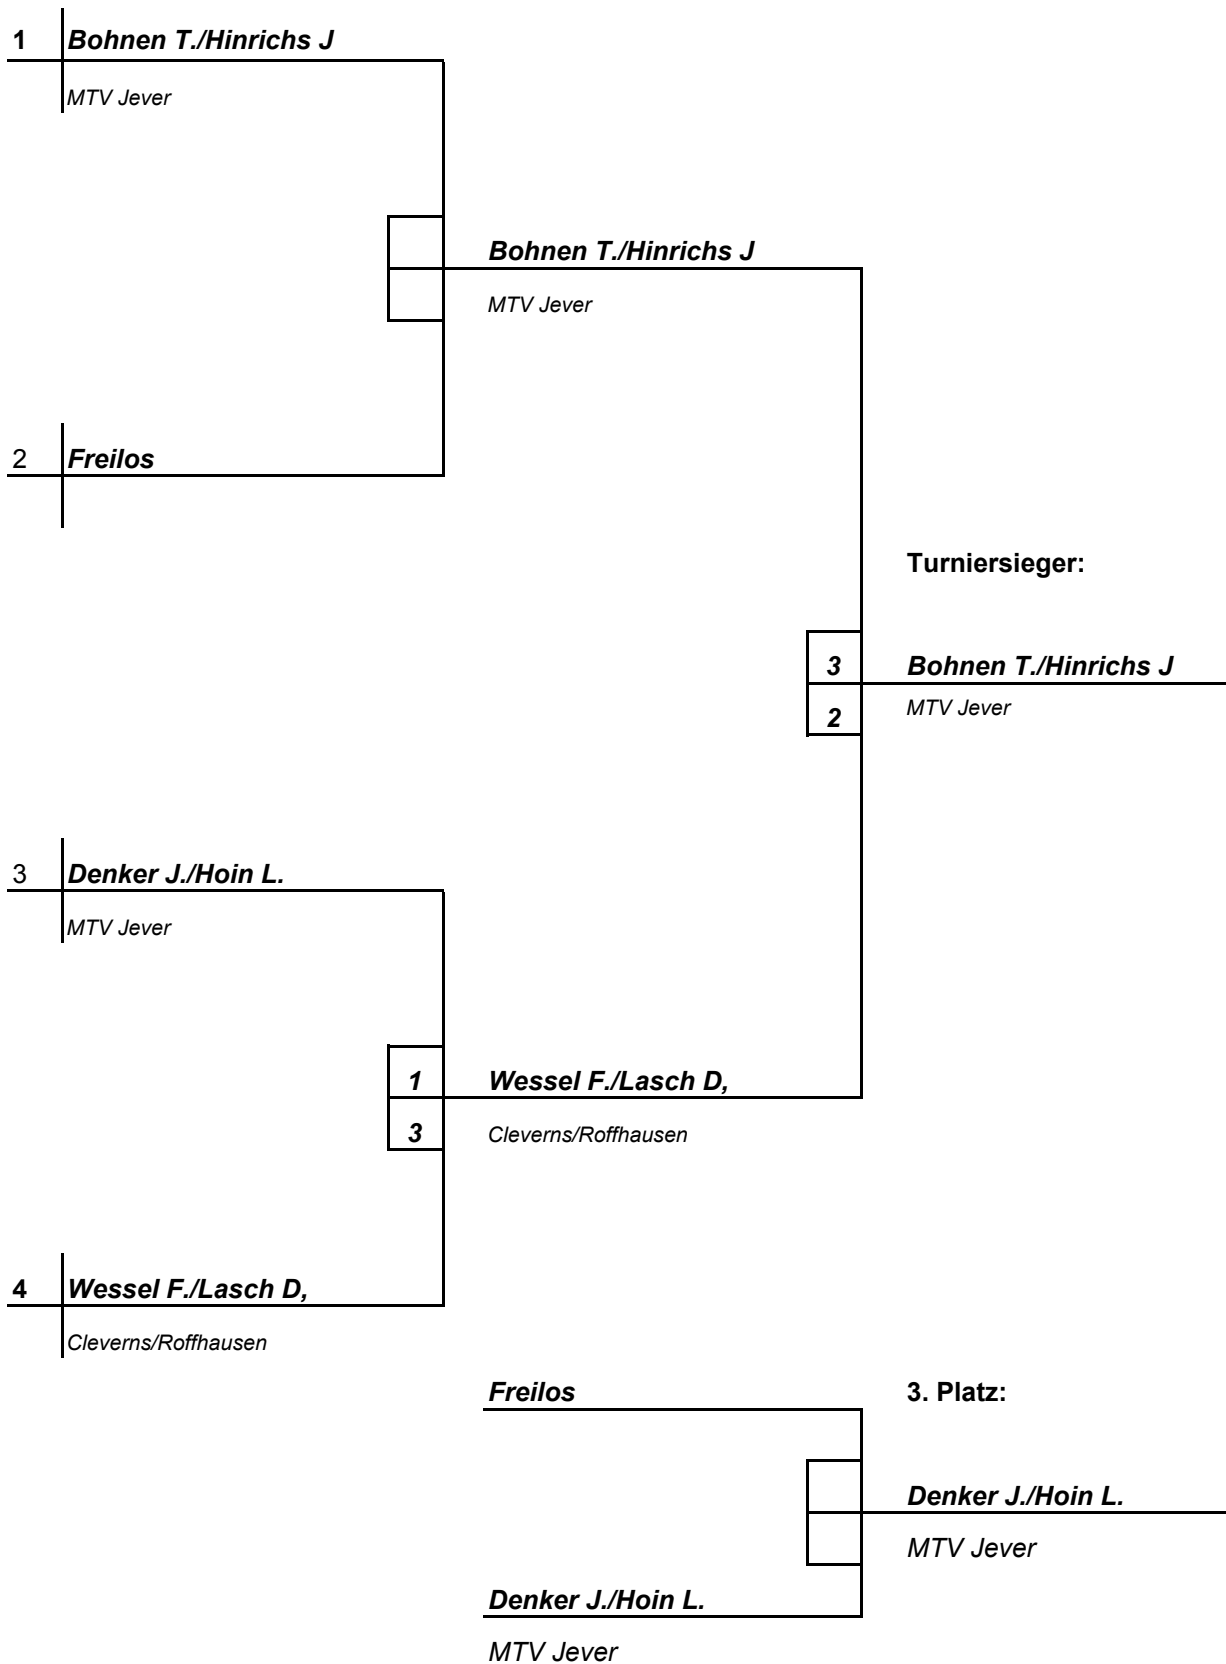 1 Bohnen T./Hinrichs J
MTV Jever
Bohnen T./Hinrichs J
MTV Jever
2 Freilos
Turniersieger:
3 Bohnen T./Hinrichs J
2 MTV Jever
3 Denker J./Hoin L.
MTV Jever
1 Wessel F./Lasch D,
3 Cleverns/Roffhausen
4 Wessel F./Lasch D,
Cleverns/Roffhausen
Freilos 3. Platz:
Denker J./Hoin L.
MTV Jever
Denker J./Hoin L.
MTV Jever